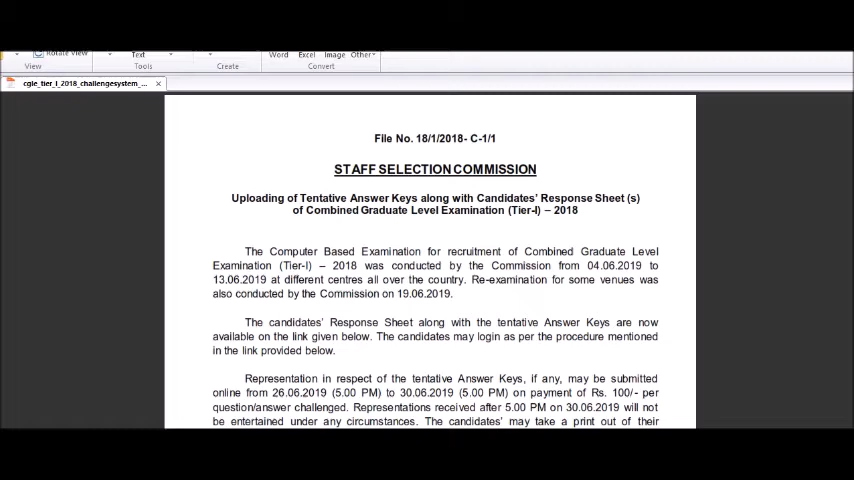 Rotate View
Text
Word Excel Image Other
View
Tools
Create
Convert
cgle_tier_I_2018_challengesystem_...
File No. 18/1/2018- C-1/1
STAFF SELECTION COMMISSION
Uploading of Tentative Answer Keys along with Candidates' Response Sheet (s)
of Combined Graduate Level Examination (Tier-I) – 2018
The Computer Based Examination for recruitment of Combined Graduate Level
Examination (Tier-I) – 2018 was conducted by the Commission from 04.06.2019 to
13.06.2019 at different centres all over the country. Re-examination for some venues was
also conducted by the Commission on 19.06.2019.
The candidates' Response Sheet along with the tentative Answer Keys are now
available on the link given below. The candidates may login as per the procedure mentioned
in the link provided below.
Representation in respect of the tentative Answer Keys, if any, may be submitted
online from 26.06.2019 (5.00 PM) to 30.06.2019 (5.00 PM) on payment of Rs. 100/- per
question/answer challenged. Representations received after 5.00 PM on 30.06.2019 will not
be entertained under any circumstances. The candidates' may take a print out of their